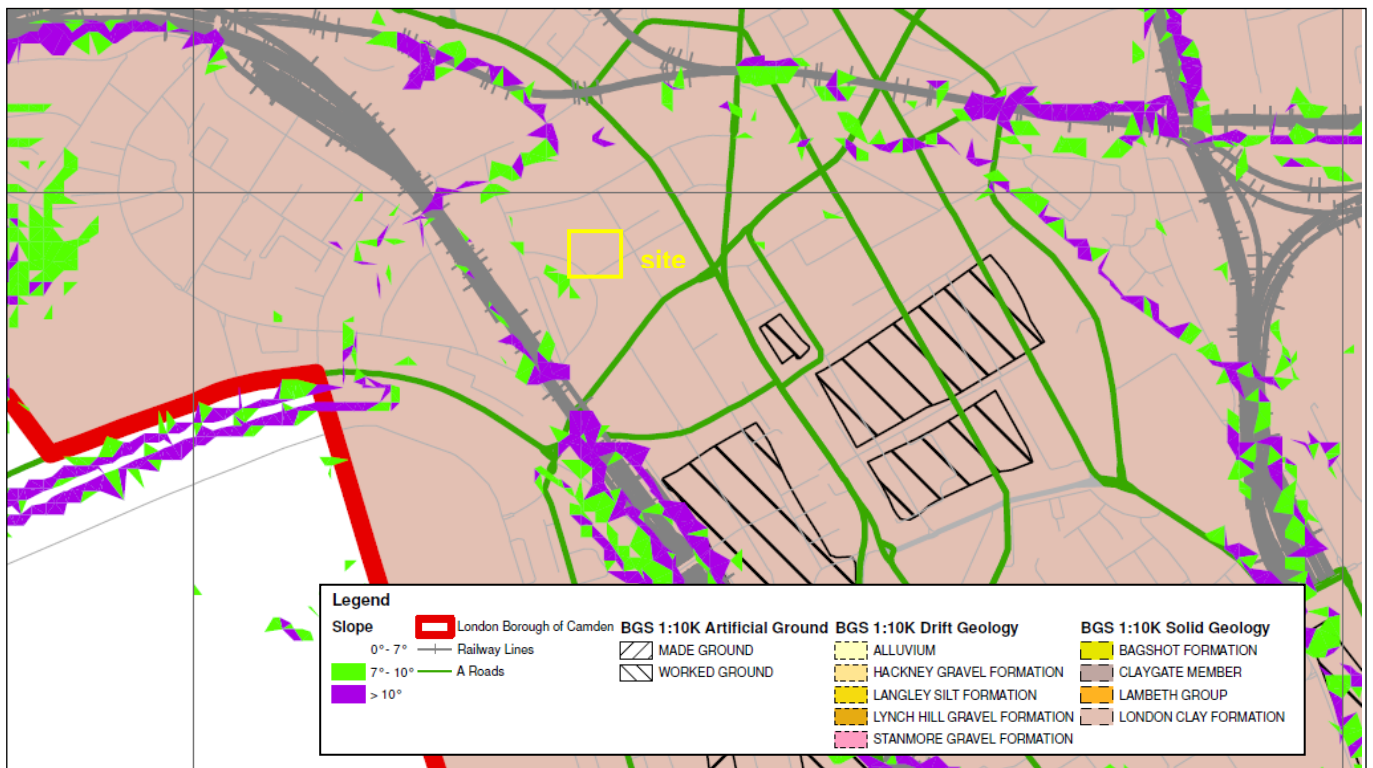 site
Legend
Slope
0°- 7°
7°- 10°
> 10°
London Borough of Camden
Railway Lines
A Roads
BGS 1:10K Artificial Ground
MADE GROUND
WORKED GROUND
BGS 1:10K Drift Geology
ALLUVIUM
HACKNEY GRAVEL FORMATION
LANGLEY SILT FORMATION
LYNCH HILL GRAVEL FORMATION
STANMORE GRAVEL FORMATION
BGS 1:10K Solid Geology
BAGSHOT FORMATION
CLAYGATE MEMBER
LAMBETH GROUP
LONDON CLAY FORMATION